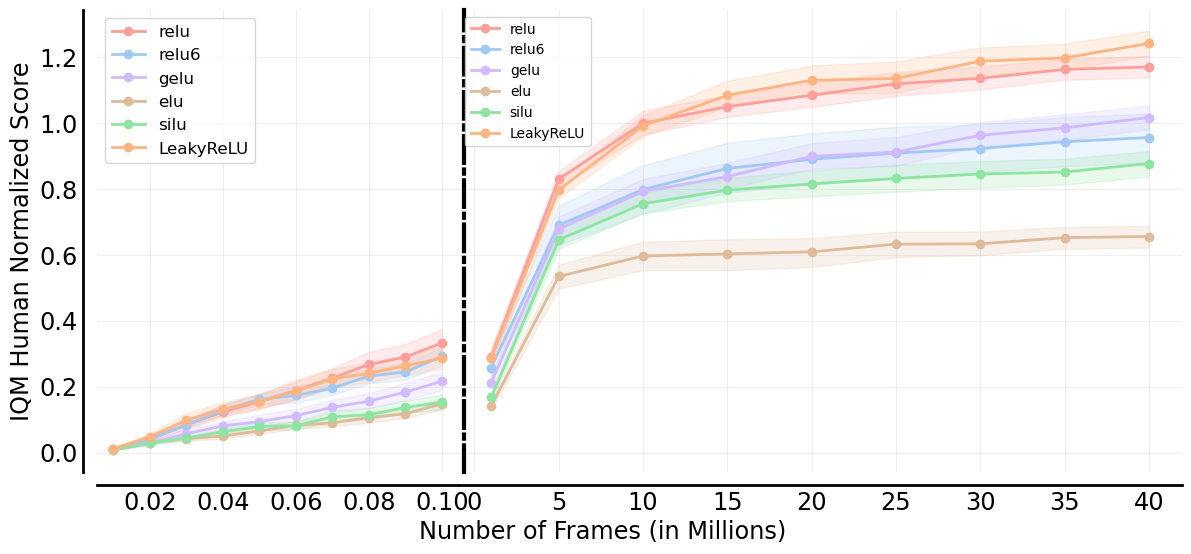 IQM Human Normalized Score
1.2
1.0
0.8
0.6
0.4
0.2
0.0
relu
relu6
gelu
elu
silu
LeakyReLU
relu
relu6
gelu
elu
silu
LeakyReLU
0.02 0.04 0.06 0.08 0.100 0 5 10 15 20 25 30 35 40
Number of Frames (in Millions)